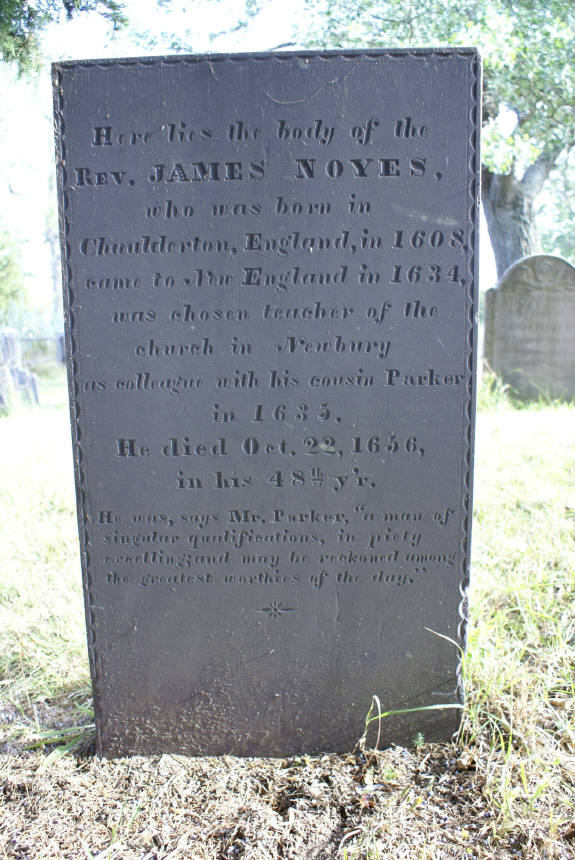 Here lies the body of the
REV. JAMES NOYES,
who was born in
Chaulderton, England, in 1608,
came to New England in 1634,
was chosen teacher of the
church in Newbury
as colleague with his cousin Parker
in 1635.
He died Oct. 22, 1656,
in his 48th y'r.
He was, says Mr. Parker, "a man of
singular qualifications, in piety
excelling; and may be reckoned among
the greatest worthies of the day."